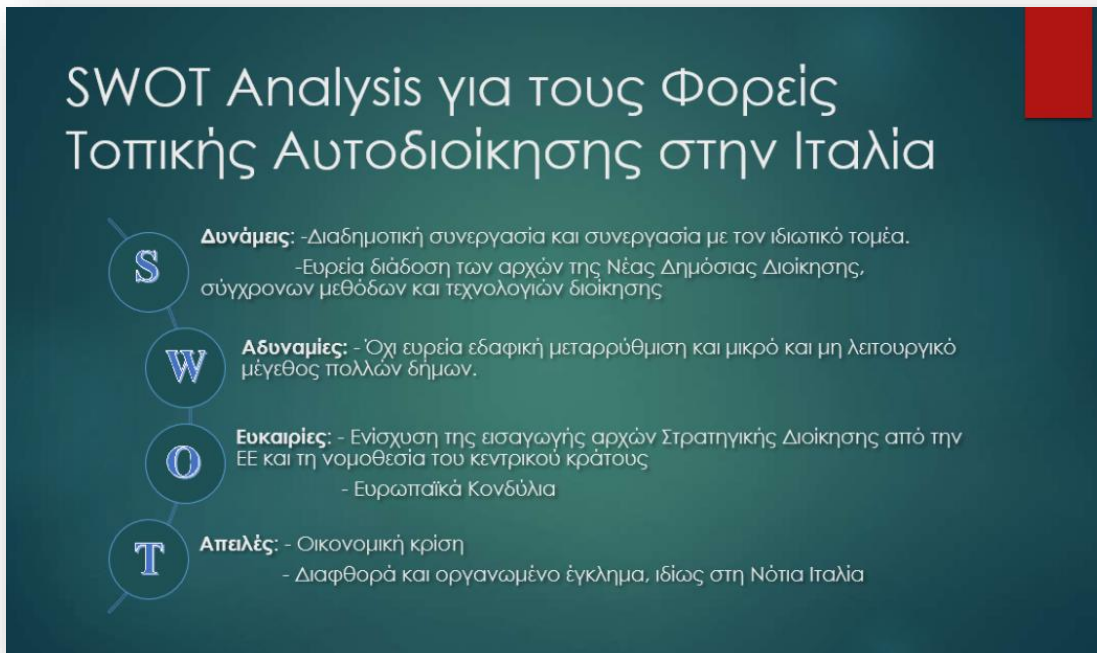 SWOT Analysis για τους Φορείς
Τοπικής Αυτοδιοίκησης στην Ιταλία
S
Δυνάμεις: -Διαδημοτική συνεργασία και συνεργασία με τον ιδιωτικό τομέα.
-Ευρεία διάδοση των αρχών της Νέας Δημόσιας Διοίκησης,
σύγχρονων μεθόδων και τεχνολογιών διοίκησης
W
Αδυναμίες: - Όχι ευρεία εδαφική μεταρρύθμιση και μικρό και μη λειτουργικό
μέγεθος πολλών δήμων.
O
Ευκαιρίες: - Ενίσχυση της εισαγωγής αρχών Στρατηγικής Διοίκησης από την
ΕΕ και τη νομοθεσία του κεντρικού κράτους
- Ευρωπαϊκά Κονδύλια
T
Απειλές: - Οικονομική κρίση
- Διαφθορά και οργανωμένο έγκλημα, ιδίως στη Νότια Ιταλία